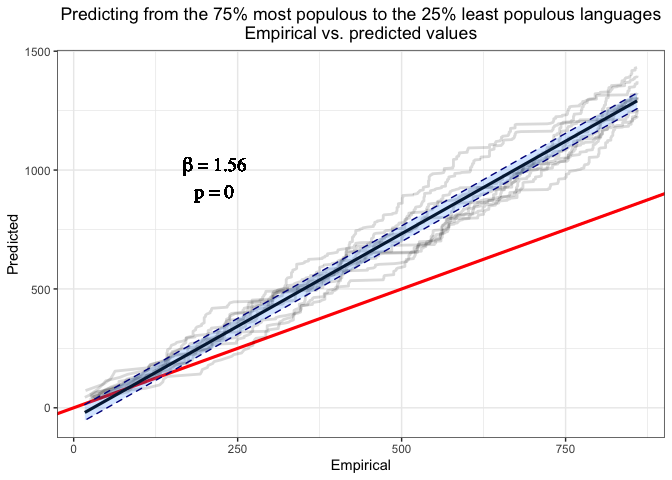 Predicting from the 75% most populous to the 25% least populous languages
Empirical vs. predicted values
1500
1000
500
0
β = 1.56
p = 0
Predicted
0
250
500
750
Empirical